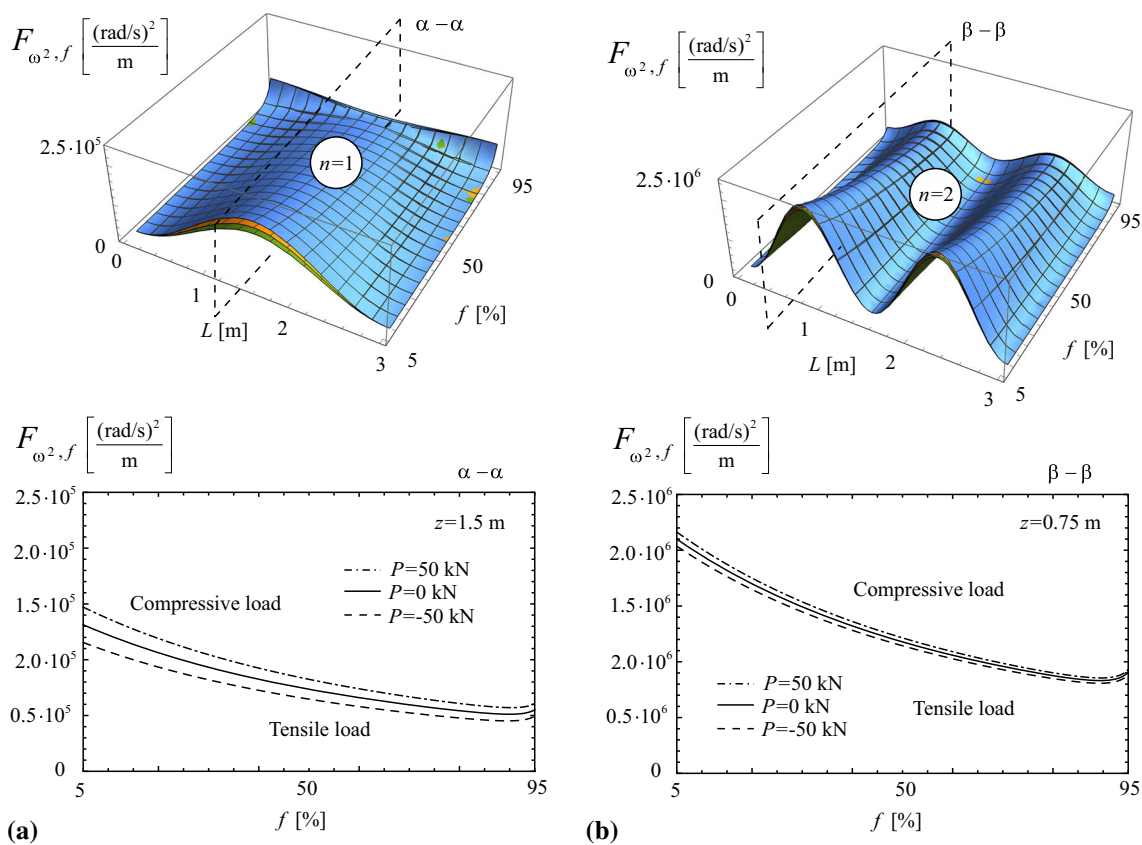 F_{ω²,f} [(rad/s)²/m]
α – α
2.5·10⁵
n=1
0
1
2
3
L [m]
5
50
95
f [%]
F_{ω²,f} [(rad/s)²/m]
β – β
2.5·10⁶
n=2
0
0
1
2
3
L [m]
5
50
95
f [%]
F_{ω²,f} [(rad/s)²/m]
α – α
2.5·10⁵
2.0·10⁵
1.5·10⁵
2.0·10⁵
0.5·10⁵
0
z=1.5 m
P=50 kN
P=0 kN
P=-50 kN
Compressive load
Tensile load
5
50
95
f [%]
(a)
F_{ω²,f} [(rad/s)²/m]
β – β
2.5·10⁶
2.0·10⁶
1.5·10⁶
2.0·10⁶
0.5·10⁶
0
z=0.75 m
Compressive load
P=50 kN
P=0 kN
P=-50 kN
Tensile load
5
50
95
f [%]
(b)